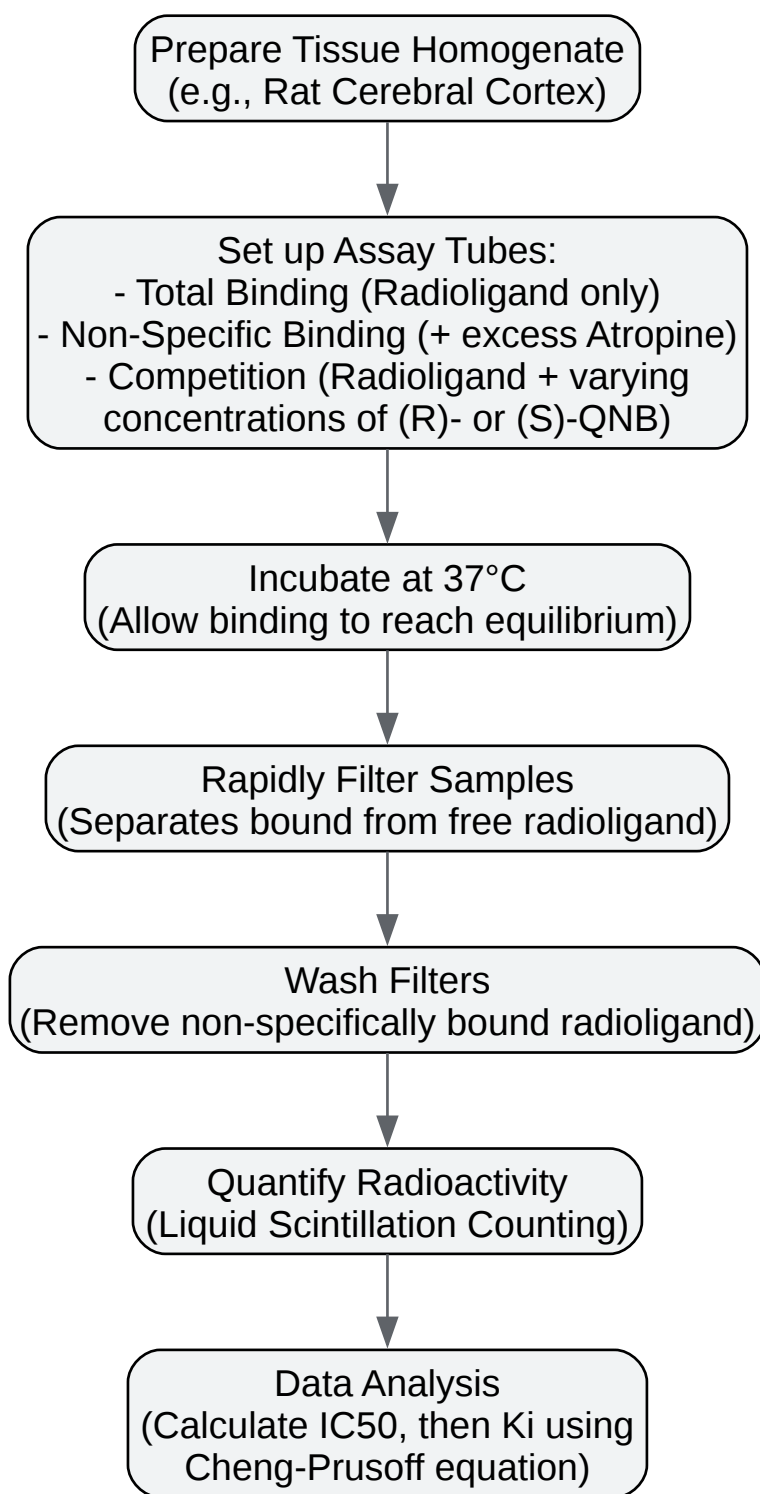 Prepare Tissue Homogenate
(e.g., Rat Cerebral Cortex)
Set up Assay Tubes:
- Total Binding (Radioligand only)
- Non-Specific Binding (+ excess Atropine)
- Competition (Radioligand + varying
concentrations of (R)- or (S)-QNB)
Incubate at 37°C
(Allow binding to reach equilibrium)
Rapidly Filter Samples
(Separates bound from free radioligand)
Wash Filters
(Remove non-specifically bound radioligand)
Quantify Radioactivity
(Liquid Scintillation Counting)
Data Analysis
(Calculate IC50, then Ki using
Cheng-Prusoff equation)